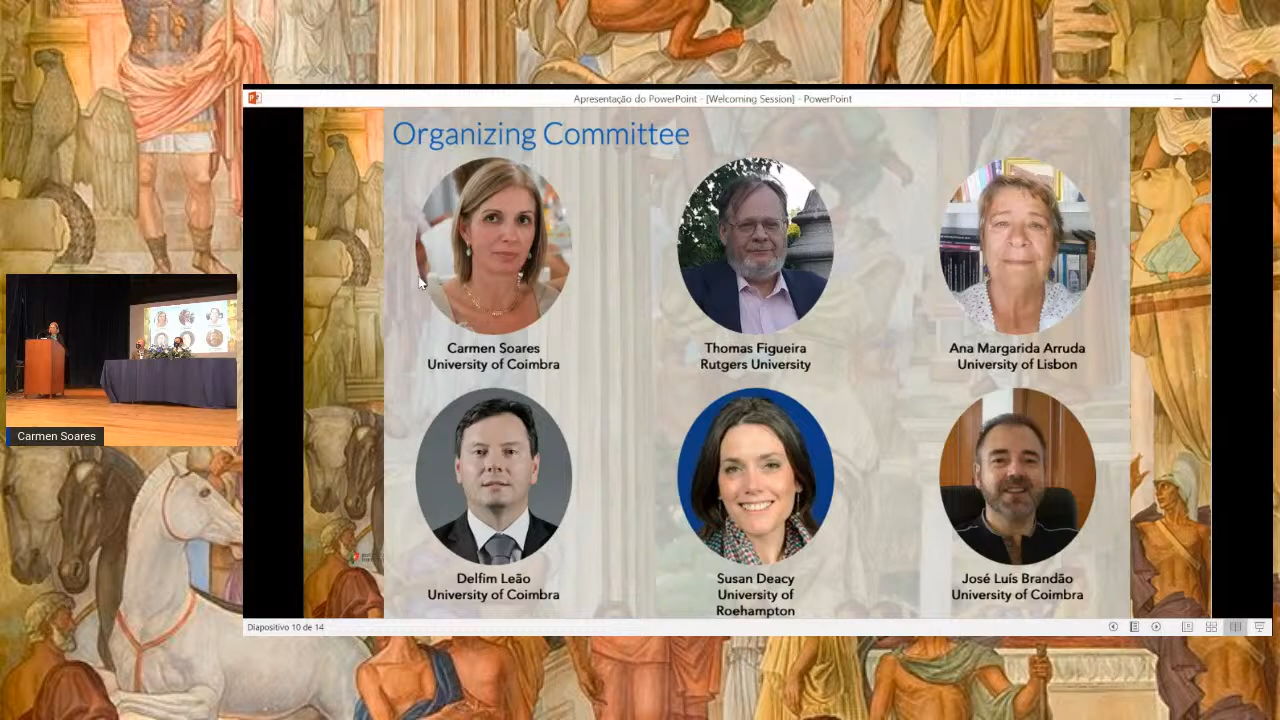 Apresentação do PowerPoint - [Welcoming Session] - PowerPoint
Organizing Committee
Carmen Soares
University of Coimbra
Thomas Figueira
Rutgers University
Ana Margarida Arruda
University of Lisbon
Delfim Leão
University of Coimbra
Susan Deacy
University of
Roehampton
José Luís Brandão
University of Coimbra
Carmen Soares
Diapositivo 10 de 14